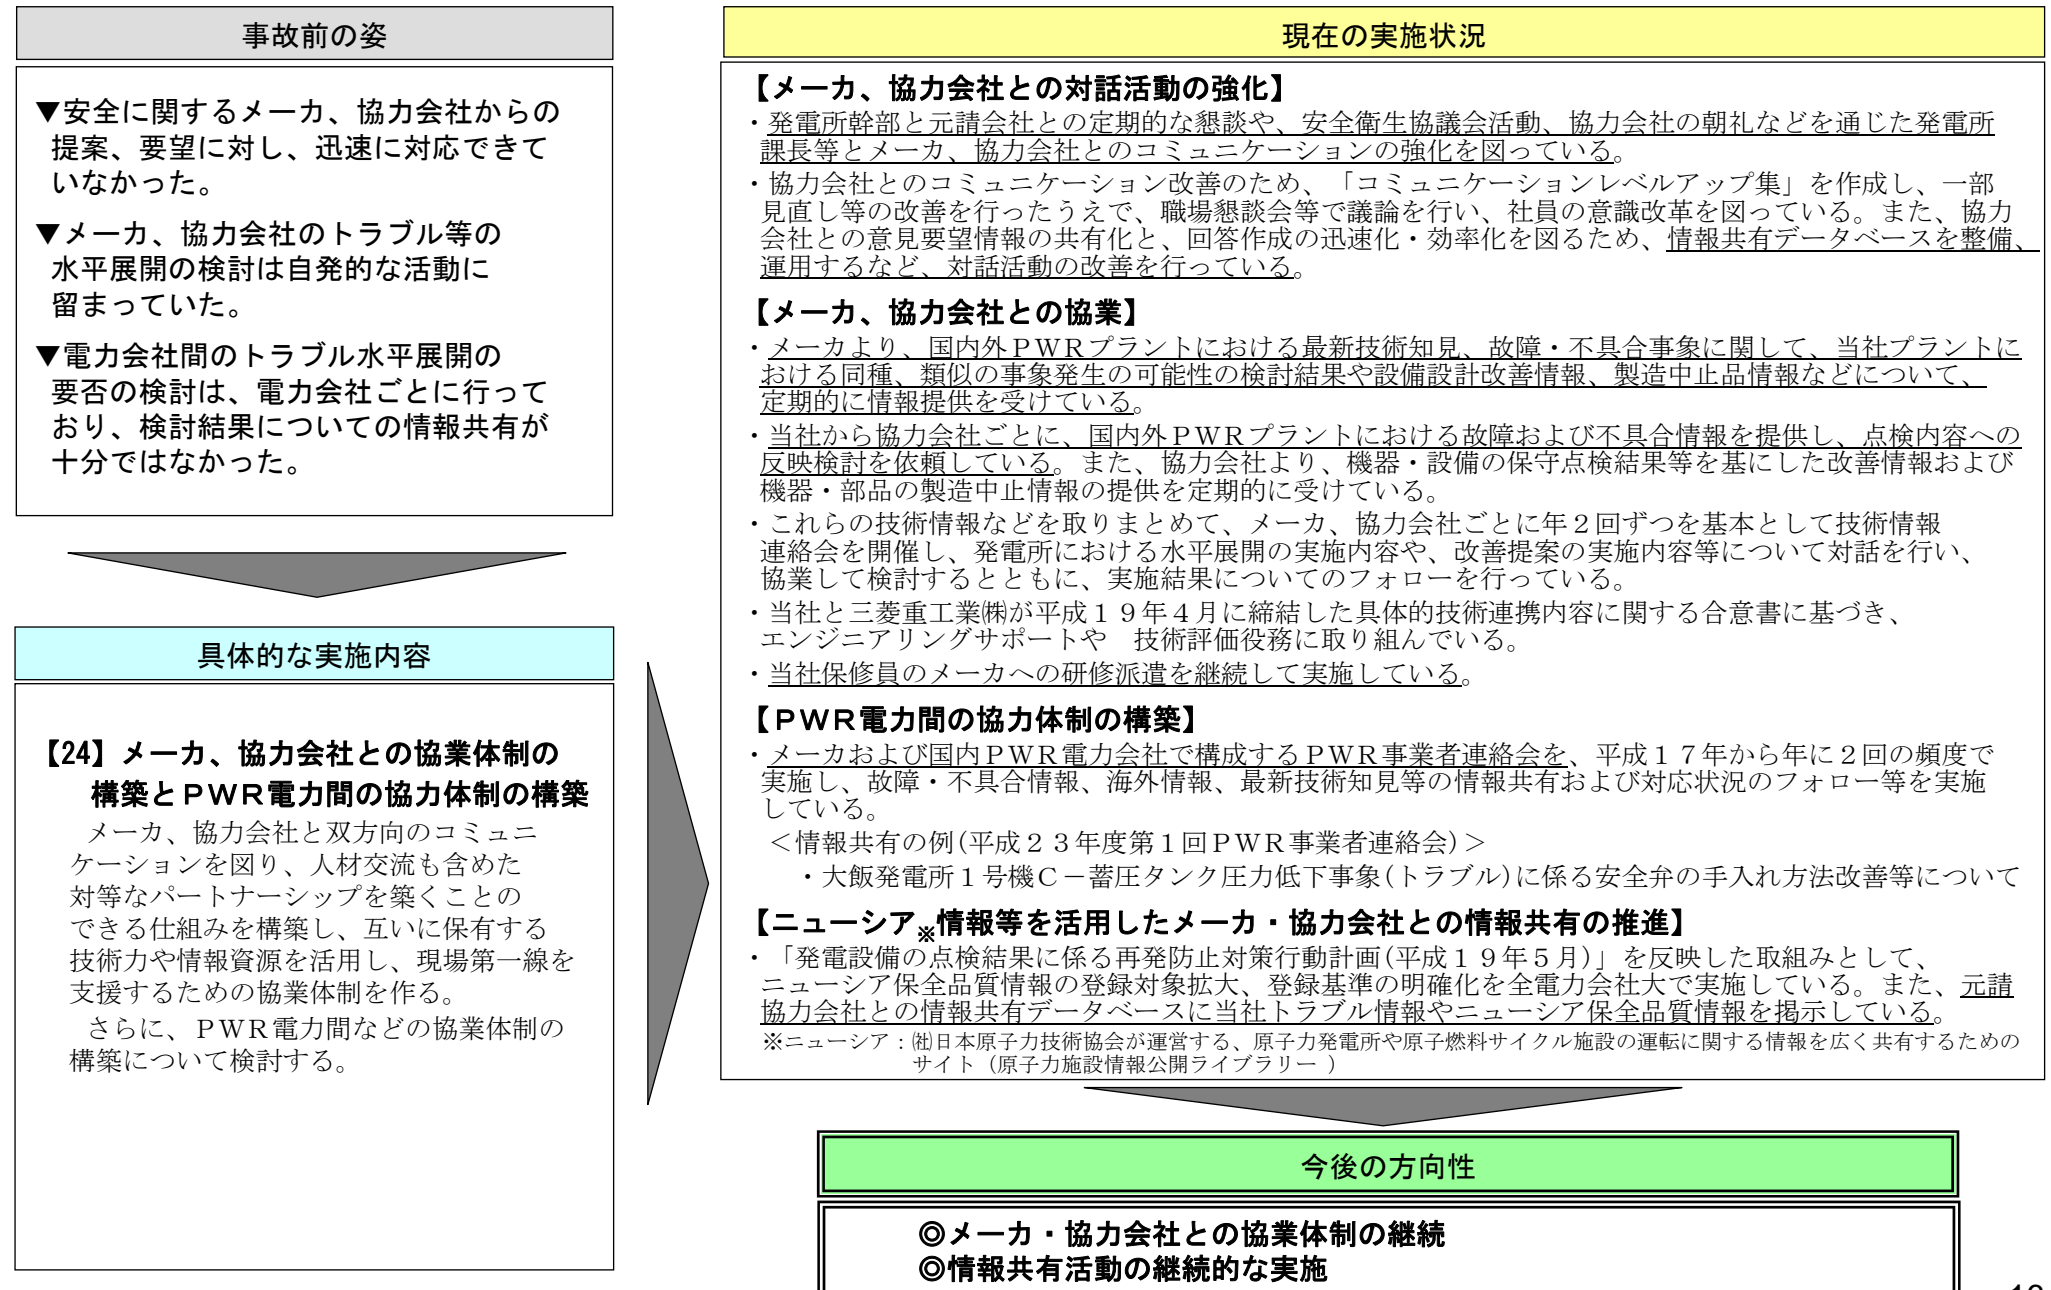 事故前の姿
▼安全に関するメーカ、協力会社からの
提案、要望に対し、迅速に対応できて
いなかった。
▼メーカ、協力会社のトラブル等の
水平展開の検討は自発的な活動に
留まっていた。
▼電力会社間のトラブル水平展開の
要否の検討は、電力会社ごとに行って
おり、検討結果についての情報共有が
十分ではなかった。
具体的な実施内容
【24】メーカ、協力会社との協業体制の
構築とＰＷＲ電力間の協力体制の構築
メーカ、協力会社と双方向のコミュニ
ケーションを図り、人材交流も含めた
対等なパートナーシップを築くことの
できる仕組みを構築し、互いに保有する
技術力や情報資源を活用し、現場第一線を
支援するための協業体制を作る。
さらに、ＰＷＲ電力間などの協業体制の
構築について検討する。
現在の実施状況
【メーカ、協力会社との対話活動の強化】
・発電所幹部と元請会社との定期的な懇談や、安全衛生協議会活動、協力会社の朝礼などを通じた発電所
課長等とメーカ、協力会社とのコミュニケーションの強化を図っている。
・協力会社とのコミュニケーション改善のため、「コミュニケーションレベルアップ集」を作成し、一部
見直し等の改善を行ったうえで、職場懇談会等で議論を行い、社員の意識改革を図っている。また、協力
会社との意見要望情報の共有化と、回答作成の迅速化・効率化を図るため、情報共有データベースを整備、
運用するなど、対話活動の改善を行っている。
【メーカ、協力会社との協業】
・メーカより、国内外ＰＷＲプラントにおける最新技術知見、故障・不具合事象に関して、当社プラントに
おける同種、類似の事象発生の可能性の検討結果や設備設計改善情報、製造中止品情報などについて、
定期的に情報提供を受けている。
・当社から協力会社ごとに、国内外ＰＷＲプラントにおける故障および不具合情報を提供し、点検内容への
反映検討を依頼している。また、協力会社より、機器・設備の保守点検結果等を基にした改善情報および
機器・部品の製造中止情報の提供を定期的に受けている。
・これらの技術情報などを取りまとめて、メーカ、協力会社ごとに年２回ずつを基本として技術情報
連絡会を開催し、発電所における水平展開の実施内容や、改善提案の実施内容等について対話を行い、
協業して検討するとともに、実施結果についてのフォローを行っている。
・当社と三菱重工業㈱が平成１９年４月に締結した具体的技術連携内容に関する合意書に基づき、
エンジニアリングサポートや　技術評価役務に取り組んでいる。
・当社保修員のメーカへの研修派遣を継続して実施している。
【ＰＷＲ電力間の協力体制の構築】
・メーカおよび国内ＰＷＲ電力会社で構成するＰＷＲ事業者連絡会を、平成１７年から年に２回の頻度で
実施し、故障・不具合情報、海外情報、最新技術知見等の情報共有および対応状況のフォロー等を実施
している。
＜情報共有の例(平成２３年度第１回ＰＷＲ事業者連絡会)＞
・大飯発電所１号機Ｃ－蓄圧タンク圧力低下事象(トラブル)に係る安全弁の手入れ方法改善等について
【ニューシア※情報等を活用したメーカ・協力会社との情報共有の推進】
・「発電設備の点検結果に係る再発防止対策行動計画(平成１９年５月)」を反映した取組みとして、
ニューシア保全品質情報の登録対象拡大、登録基準の明確化を全電力会社大で実施している。また、元請
協力会社との情報共有データベースに当社トラブル情報やニューシア保全品質情報を掲示している。
※ニューシア：㈳日本原子力技術協会が運営する、原子力発電所や原子燃料サイクル施設の運転に関する情報を広く共有するための
サイト（原子力施設情報公開ライブラリー ）
今後の方向性
◎メーカ・協力会社との協業体制の継続
◎情報共有活動の継続的な実施